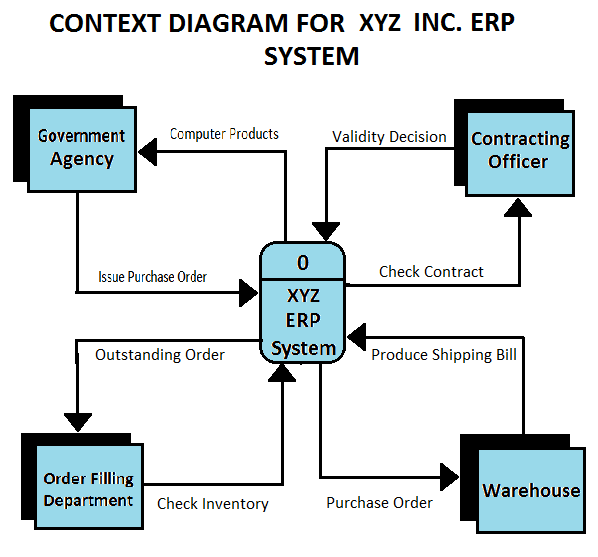 CONTEXT DIAGRAM FOR XYZ INC. ERP
SYSTEM
Government
Agency
Computer Products
Validity Decision
Contracting
Officer
Issue Purchase Order
0
XYZ
ERP
System
Check Contract
Outstanding Order
Produce Shipping Bill
Order Filling
Department
Check Inventory
Purchase Order
Warehouse